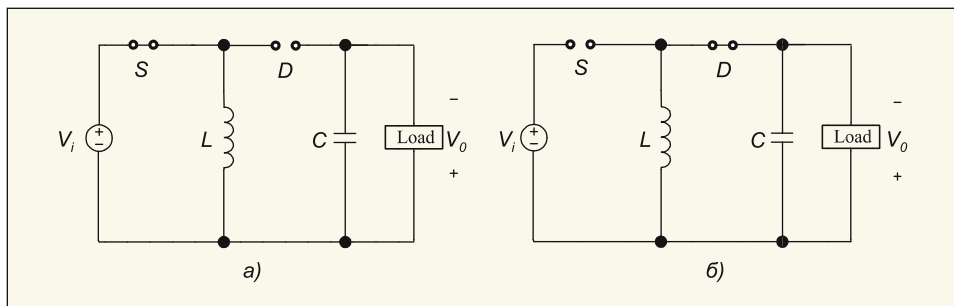 S D
V_i + − L C Load − V_0 +
а)
S D
V_i + − L C Load − V_0 +
б)